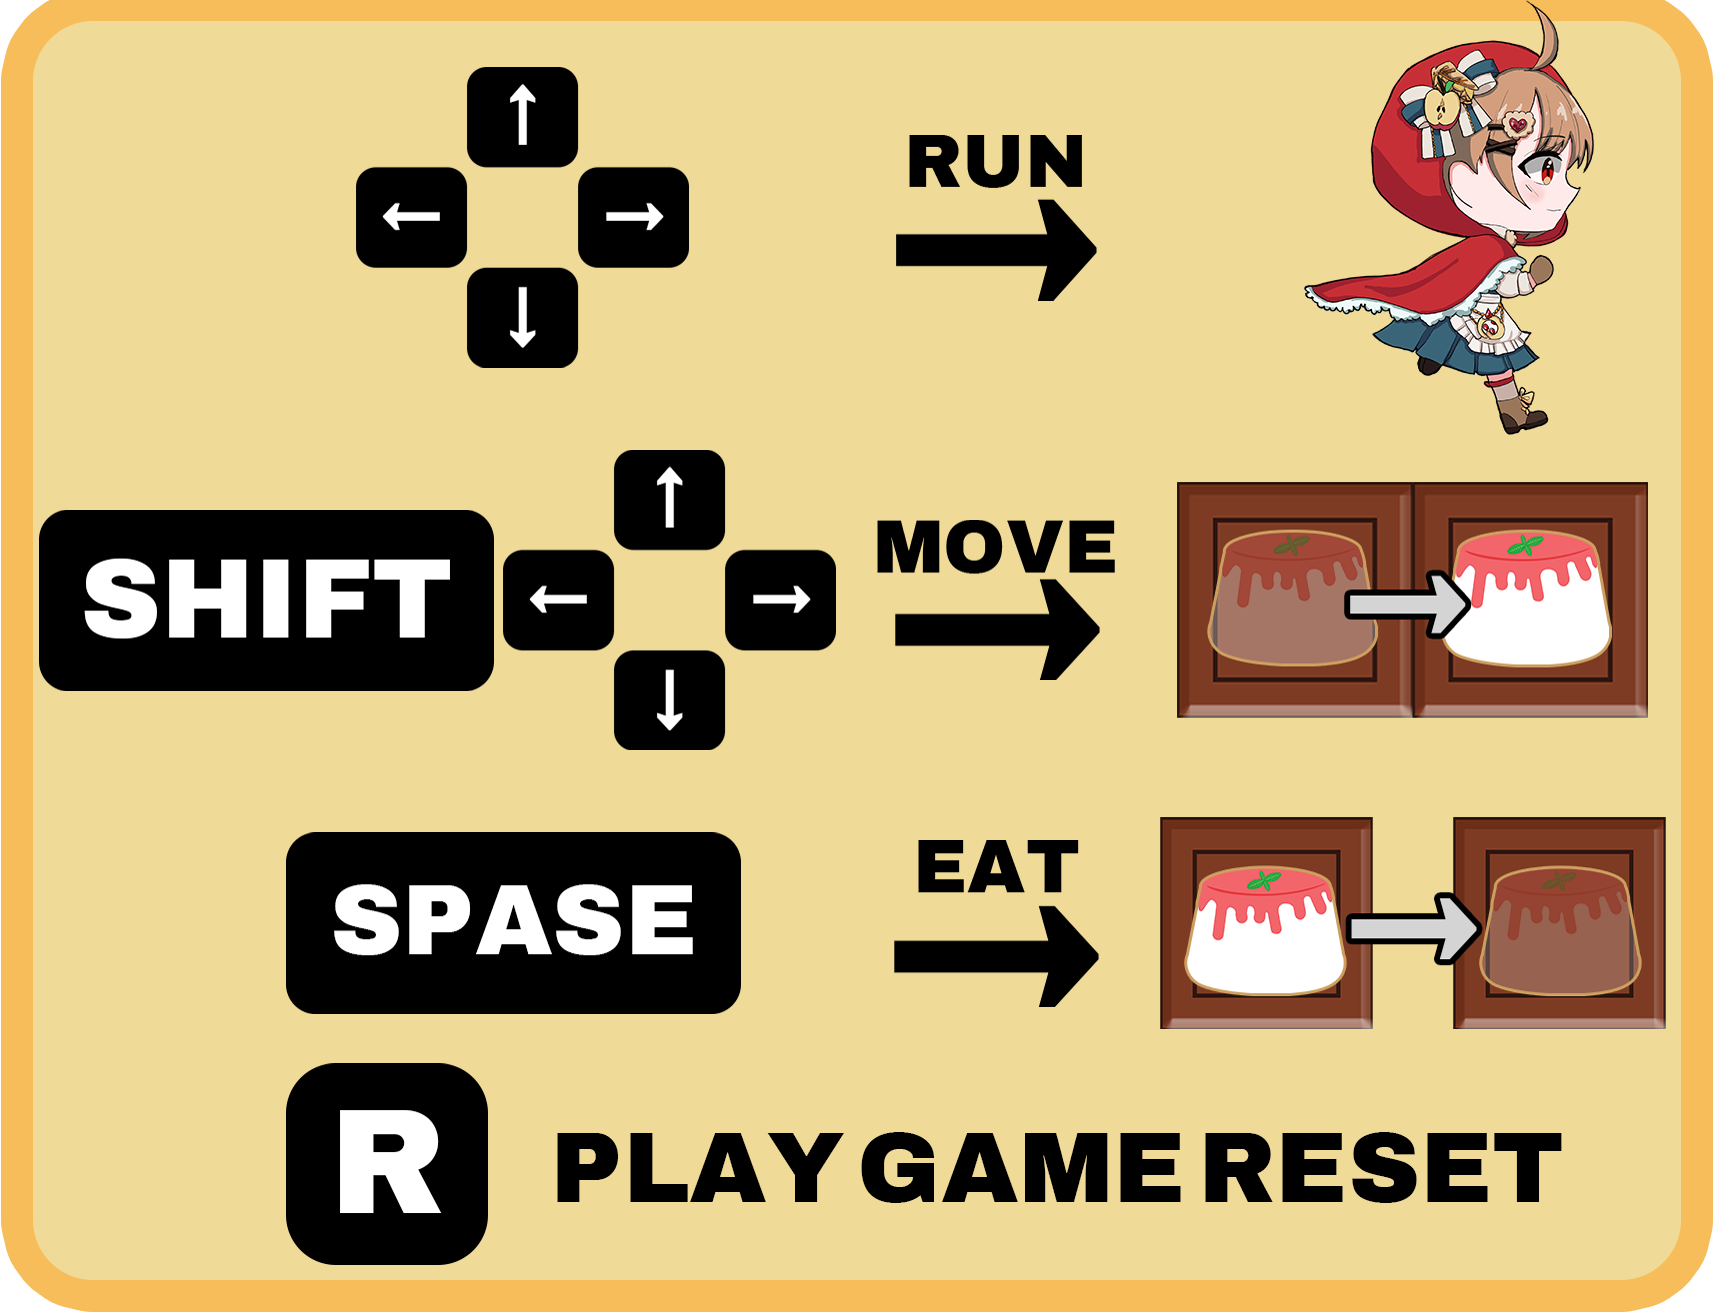 ↑
← →
↓
RUN
SHIFT
↑
← →
↓
MOVE
SPASE
EAT
R
PLAY GAME RESET